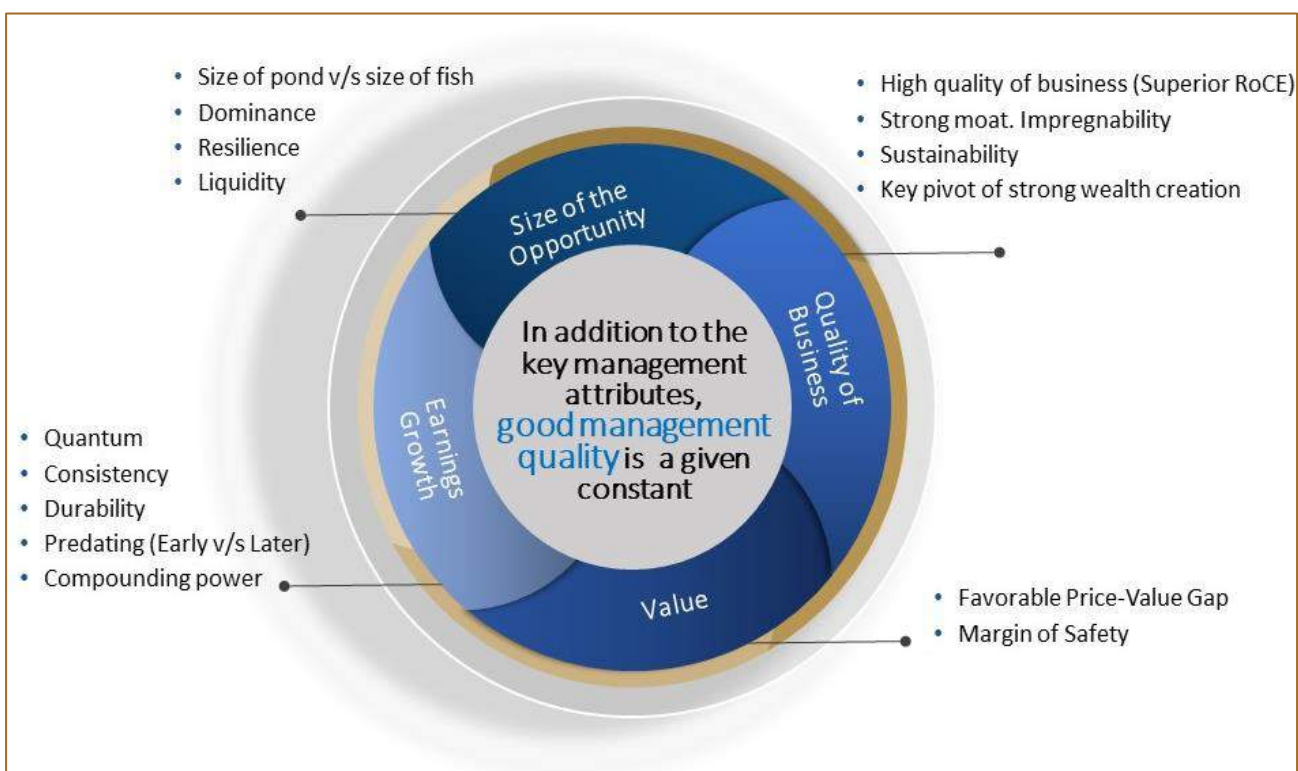 • Size of pond v/s size of fish
• Dominance
• Resilience
• Liquidity
• High quality of business (Superior RoCE)
• Strong moat. Impregnability
• Sustainability
• Key pivot of strong wealth creation
Size of the
Opportunity
Quality of
Business
In addition to the
key management
attributes,
good management
quality is a given
constant
Earnings
Growth
Value
• Quantum
• Consistency
• Durability
• Predating (Early v/s Later)
• Compounding power
• Favorable Price-Value Gap
• Margin of Safety